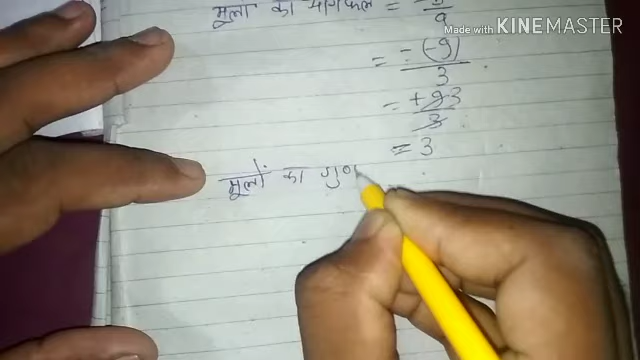 मूलों का योगफल = -b/a
Made with KINEMASTER
= -(-9)/3
= +9 3/3
= 3
मूलों का गुण